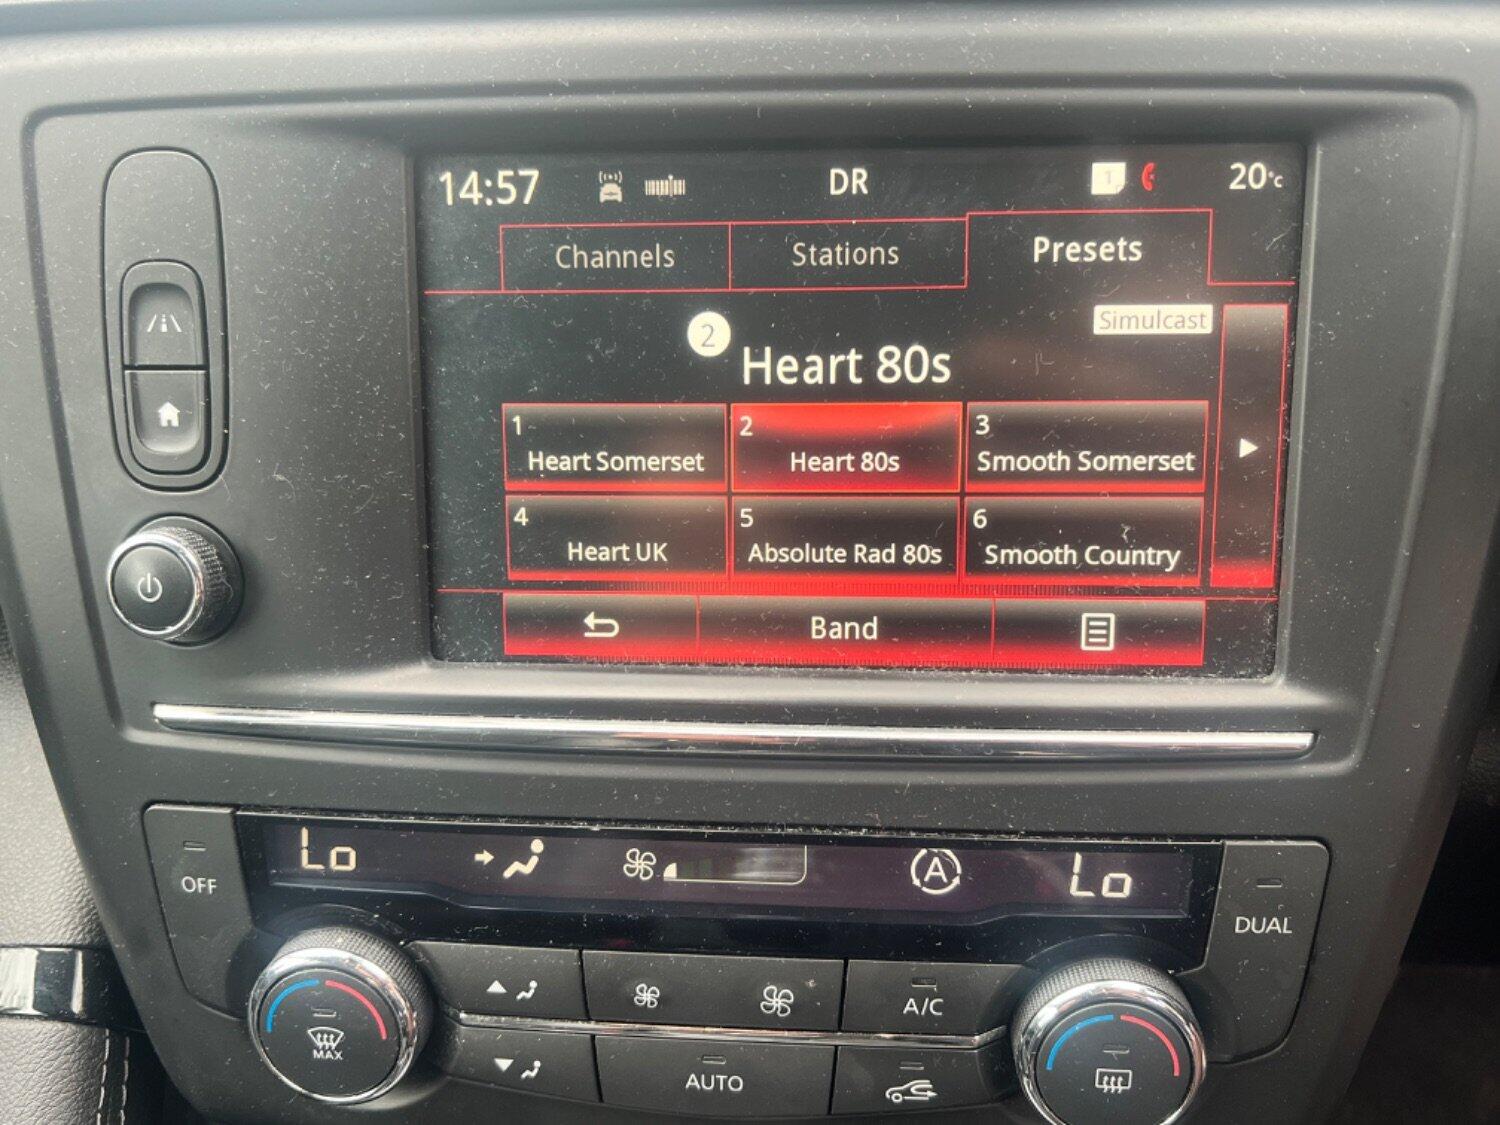 14:57 DR 1 20°c
Channels Stations Presets
Simulcast
2
Heart 80s
1 2 3
Heart Somerset Heart 80s Smooth Somerset
4 5 6
Heart UK Absolute Rad 80s Smooth Country
Band
Lo A Lo
OFF DUAL
A/C
MAX
AUTO